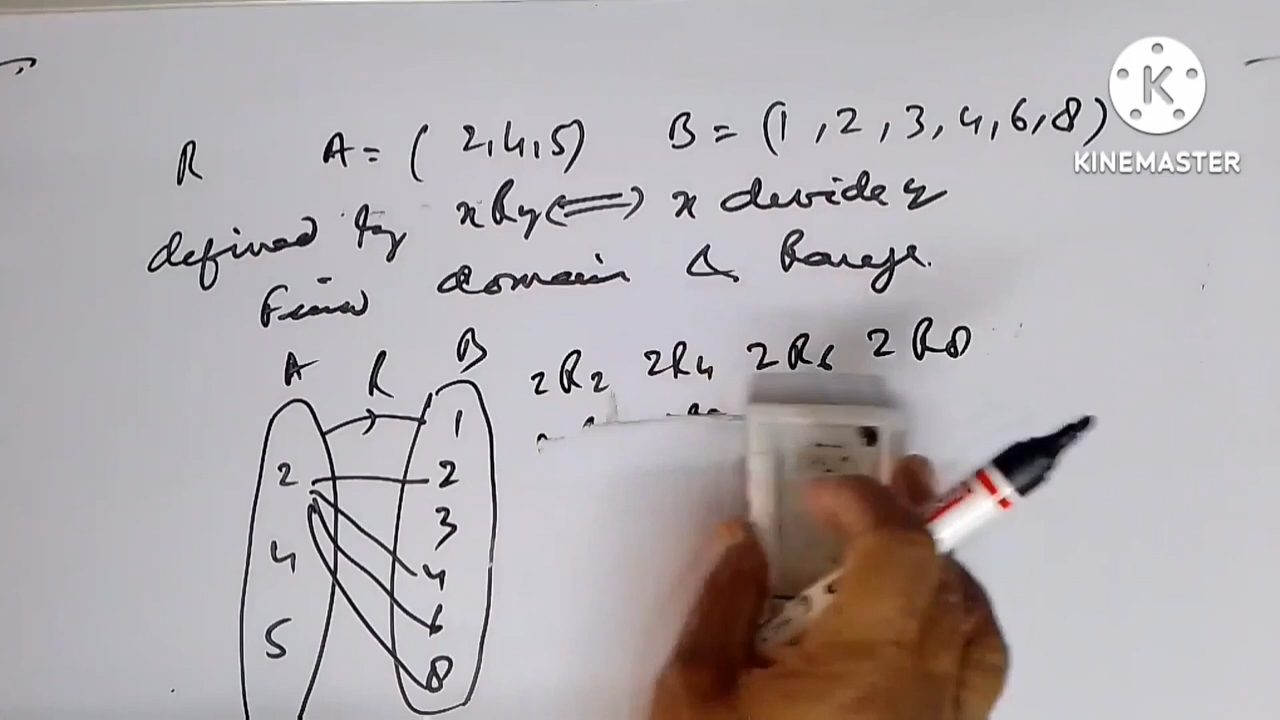 R A = ( 2, 4, 5) B = (1 , 2 , 3, 4, 6, 8)
defined by xRy <=> x devide y
Find domain & Range.
A R B 2R2 2R4 2R6 2R8
1
2 2
3
4 4
6
5 8
K
KINEMASTER